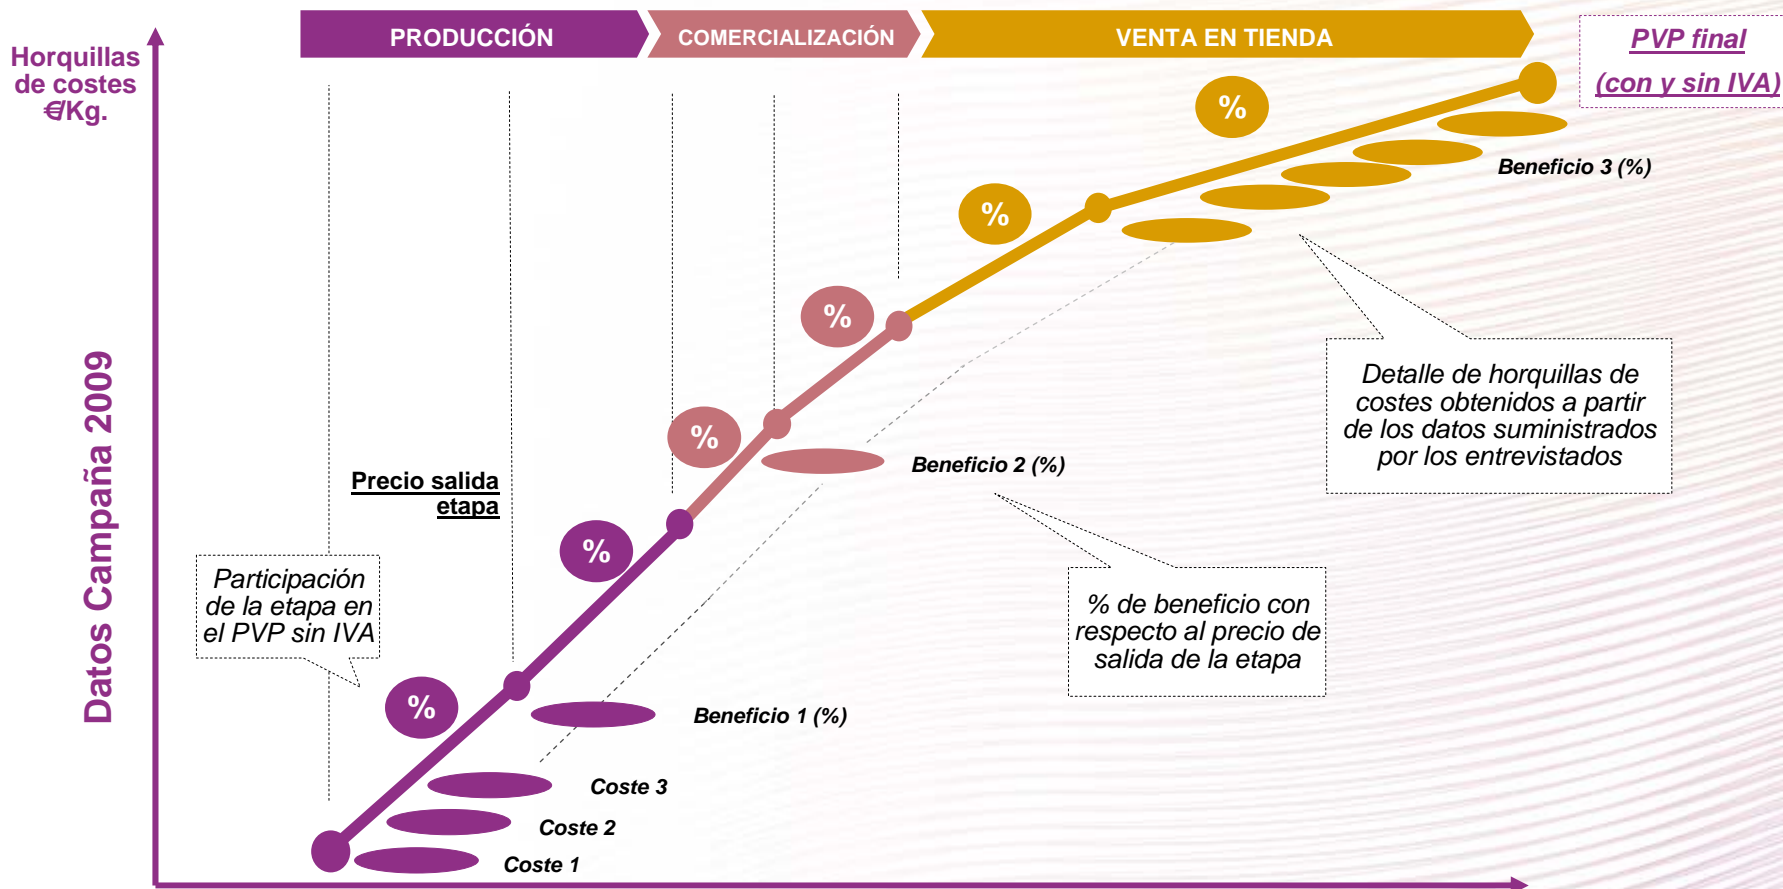 PRODUCCIÓN
COMERCIALIZACIÓN
VENTA EN TIENDA
PVP final
(con y sin IVA)
Horquillas
de costes
€/Kg.
Datos Campaña 2009
%
%
%
%
%
%
Beneficio 3 (%)
Detalle de horquillas de
costes obtenidos a partir
de los datos suministrados
por los entrevistados
Beneficio 2 (%)
Precio salida
etapa
Participación
de la etapa en
el PVP sin IVA
% de beneficio con
respecto al precio de
salida de la etapa
Beneficio 1 (%)
Coste 3
Coste 2
Coste 1